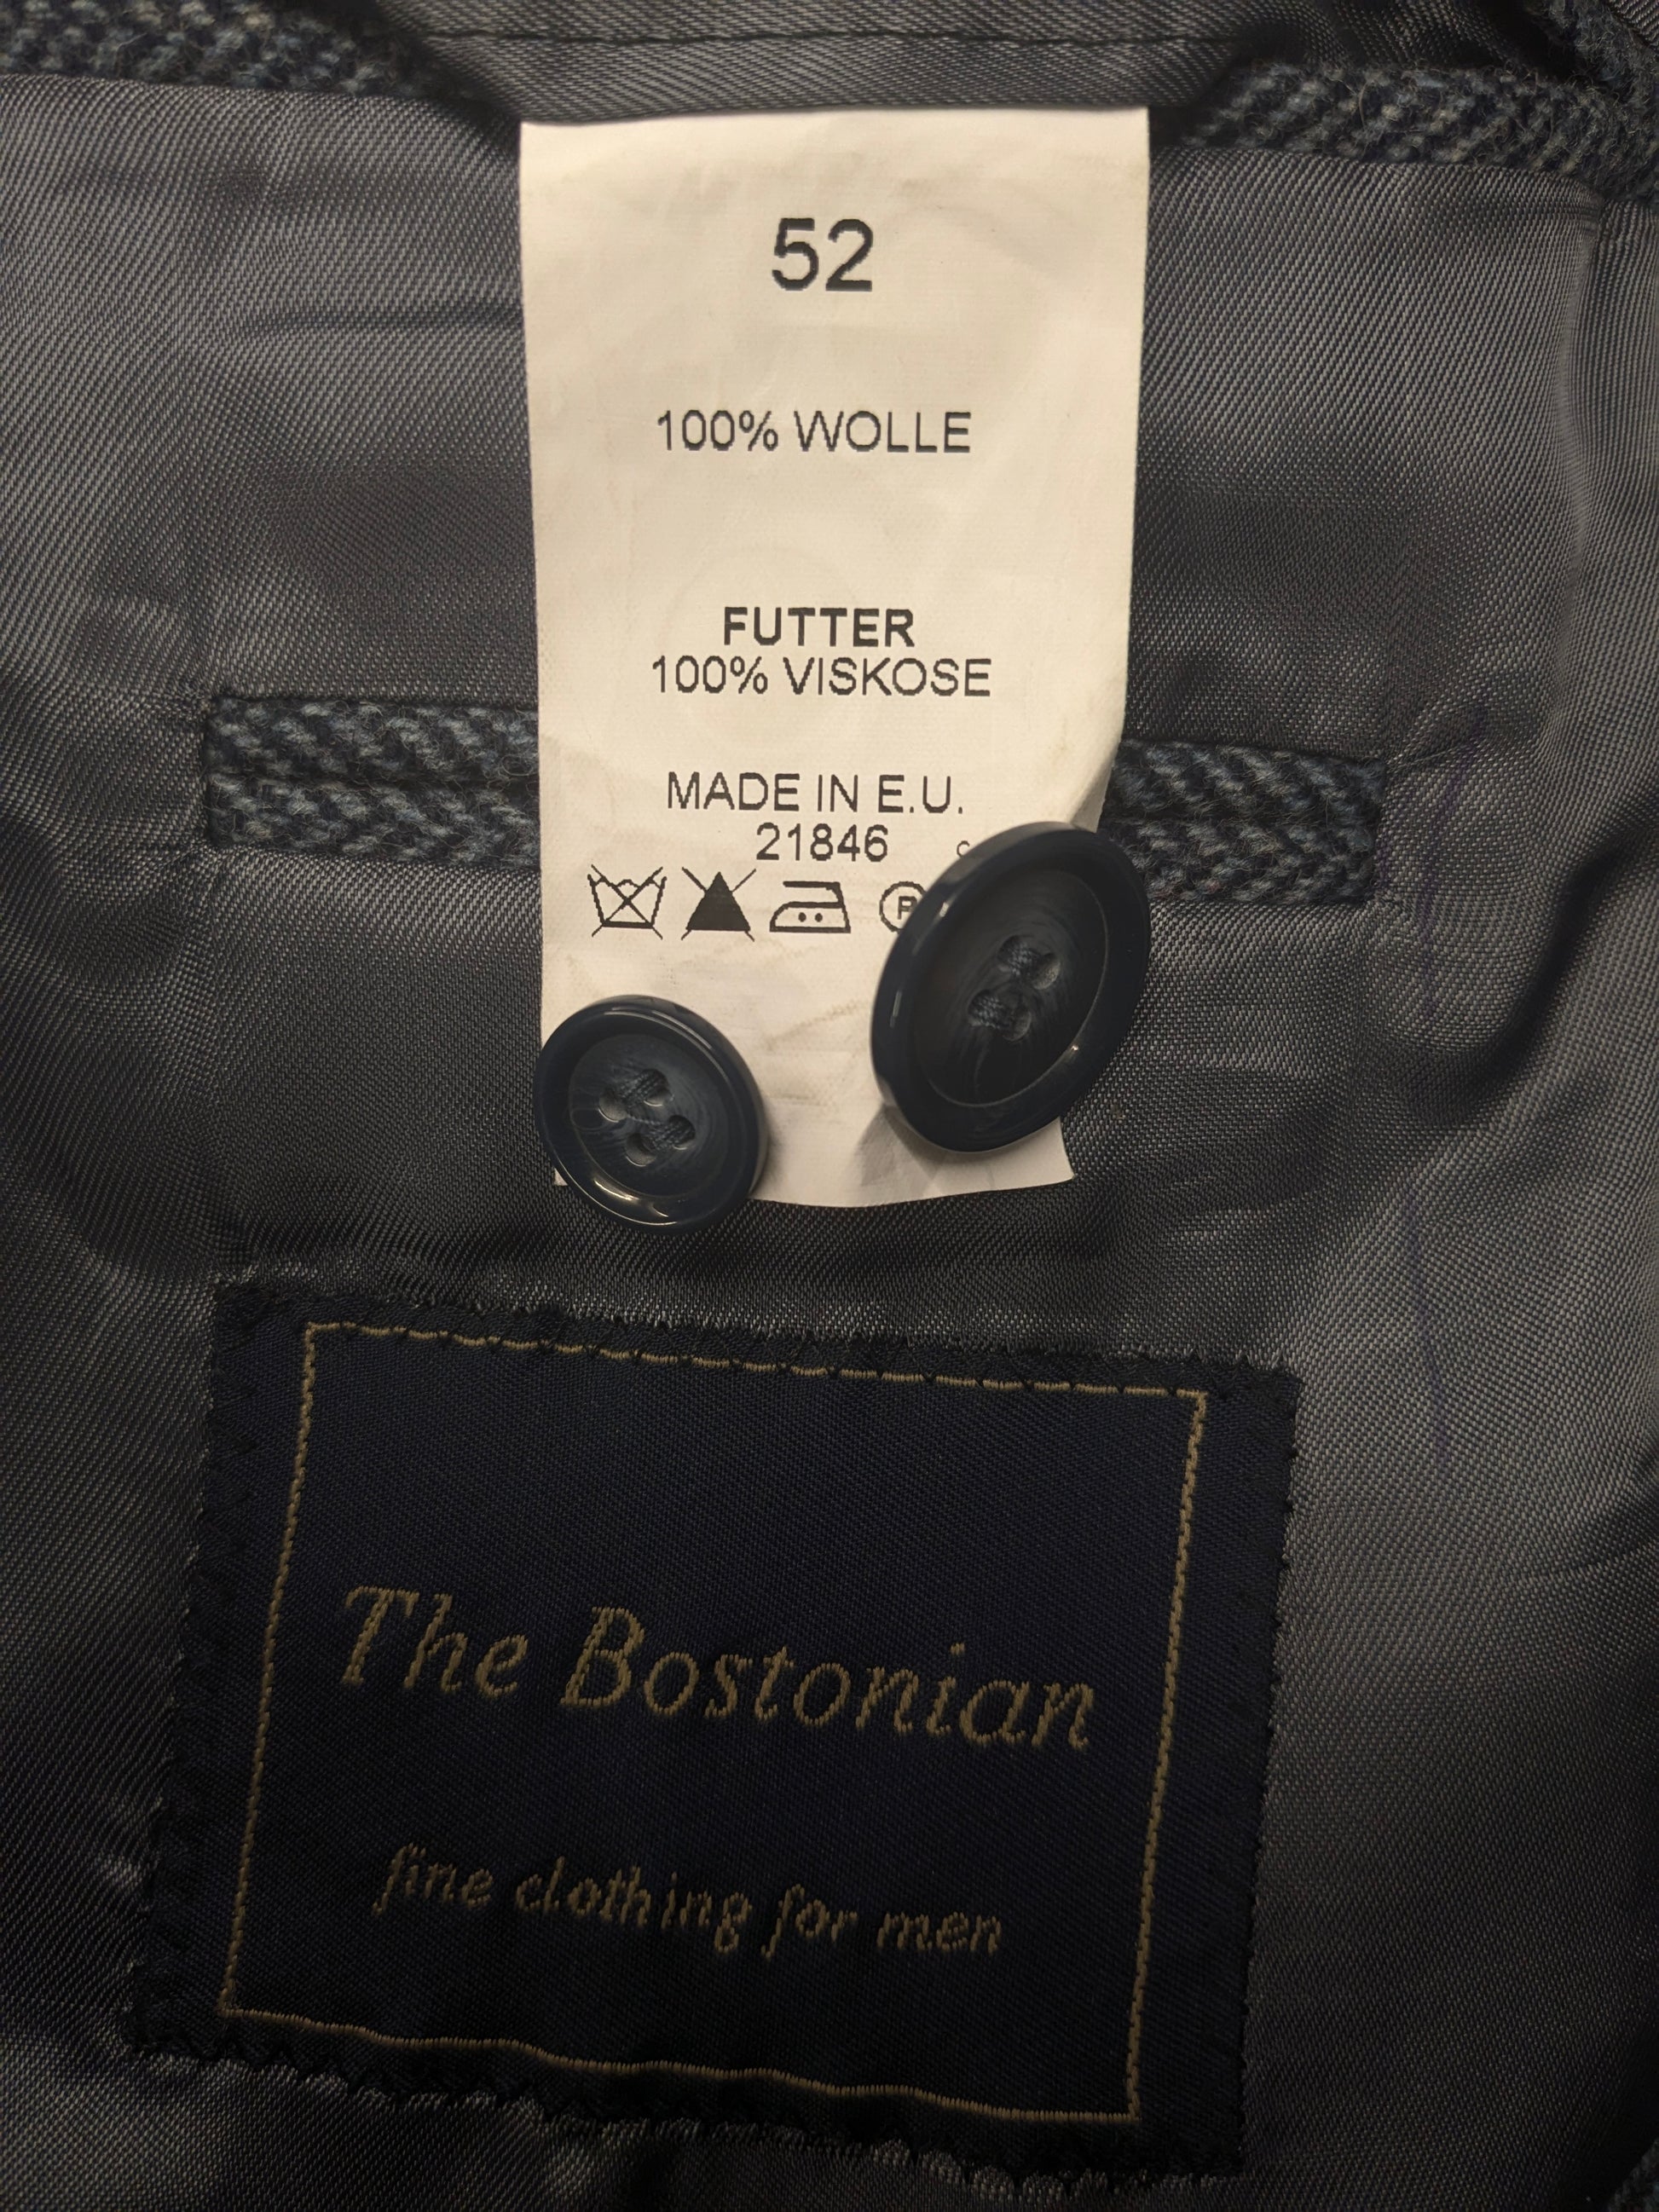 52
100% WOLLE
FUTTER
100% VISKOSE
MADE IN E.U.
21846
P
The Bostonian
fine clothing for men